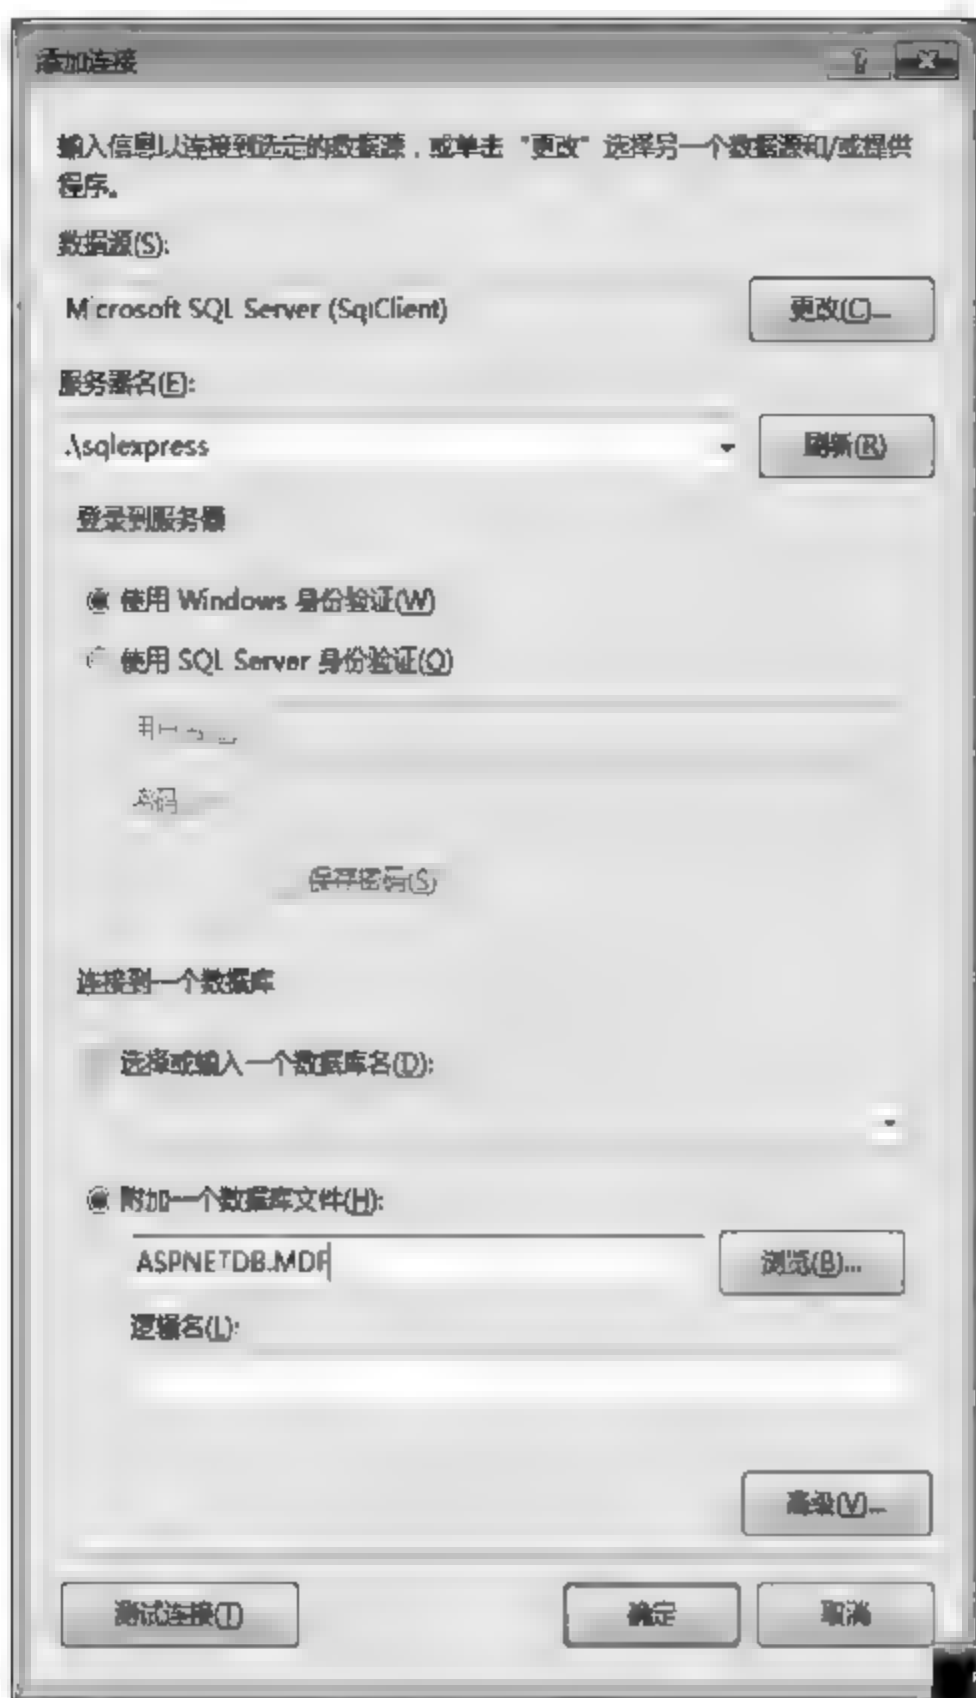 添加连接
输入信息以连接到选定的数据源，或单击“更改”选择另一个数据源和/或提供
程序。
数据源(S):
Microsoft SQL Server (SqlClient)
更改(C)...
服务器名(E):
.\sqlexpress
刷新(R)
登录到服务器
使用 Windows 身份验证(W)
使用 SQL Server 身份验证(Q)
密码
保存密码(S)
连接到一个数据库
选择或输入一个数据库名(D):
附加一个数据库文件(H):
ASPNETDB.MDF
浏览(B)...
逻辑名(L):
高级(V)...
测试连接(T)
确定
取消